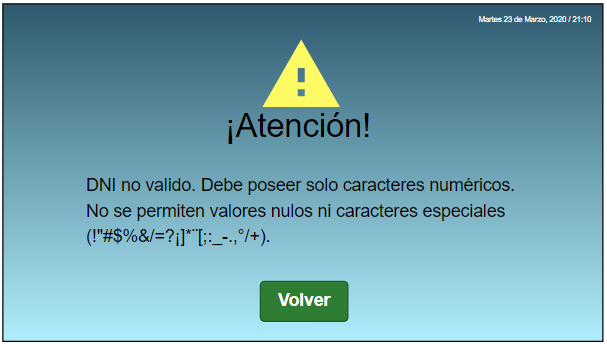 Martes 23 de Marzo, 2020 / 21:10
¡Atención!
DNI no valido. Debe poseer solo caracteres numéricos.
No se permiten valores nulos ni caracteres especiales
(!"#$%&/=?¡]*¨[;:_-.,°/+).
Volver